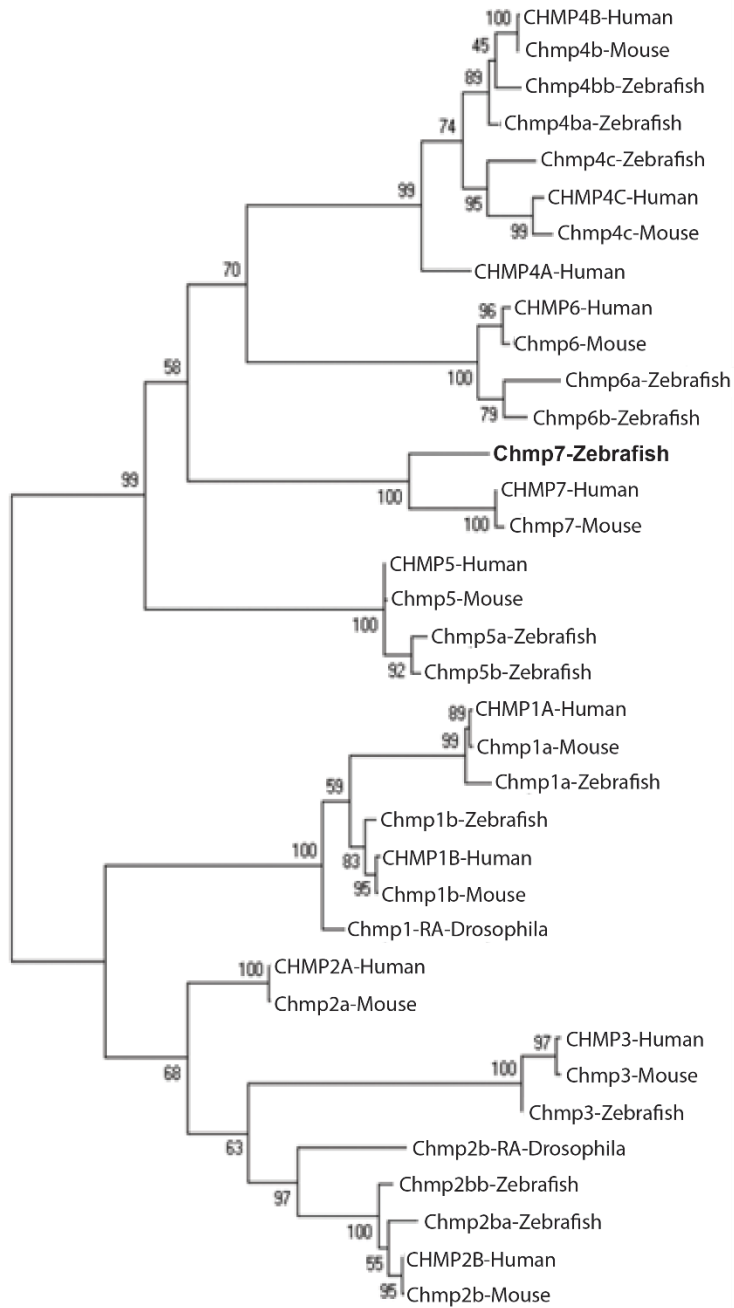 100 CHMP4B-Human
45 Chmp4b-Mouse
89 Chmp4bb-Zebrafish
74 Chmp4ba-Zebrafish
Chmp4c-Zebrafish
99 95 CHMP4C-Human
99 Chmp4c-Mouse
70 CHMP4A-Human
96 CHMP6-Human
Chmp6-Mouse
58 100 Chmp6a-Zebrafish
79 Chmp6b-Zebrafish
Chmp7-Zebrafish
99 100 CHMP7-Human
100 Chmp7-Mouse
CHMP5-Human
Chmp5-Mouse
100 Chmp5a-Zebrafish
92 Chmp5b-Zebrafish
89 CHMP1A-Human
99 Chmp1a-Mouse
59 Chmp1a-Zebrafish
Chmp1b-Zebrafish
100 83 CHMP1B-Human
95 Chmp1b-Mouse
Chmp1-RA-Drosophila
100 CHMP2A-Human
Chmp2a-Mouse
97 CHMP3-Human
68 100 Chmp3-Mouse
Chmp3-Zebrafish
63 Chmp2b-RA-Drosophila
97 Chmp2bb-Zebrafish
100 Chmp2ba-Zebrafish
55 CHMP2B-Human
95 Chmp2b-Mouse